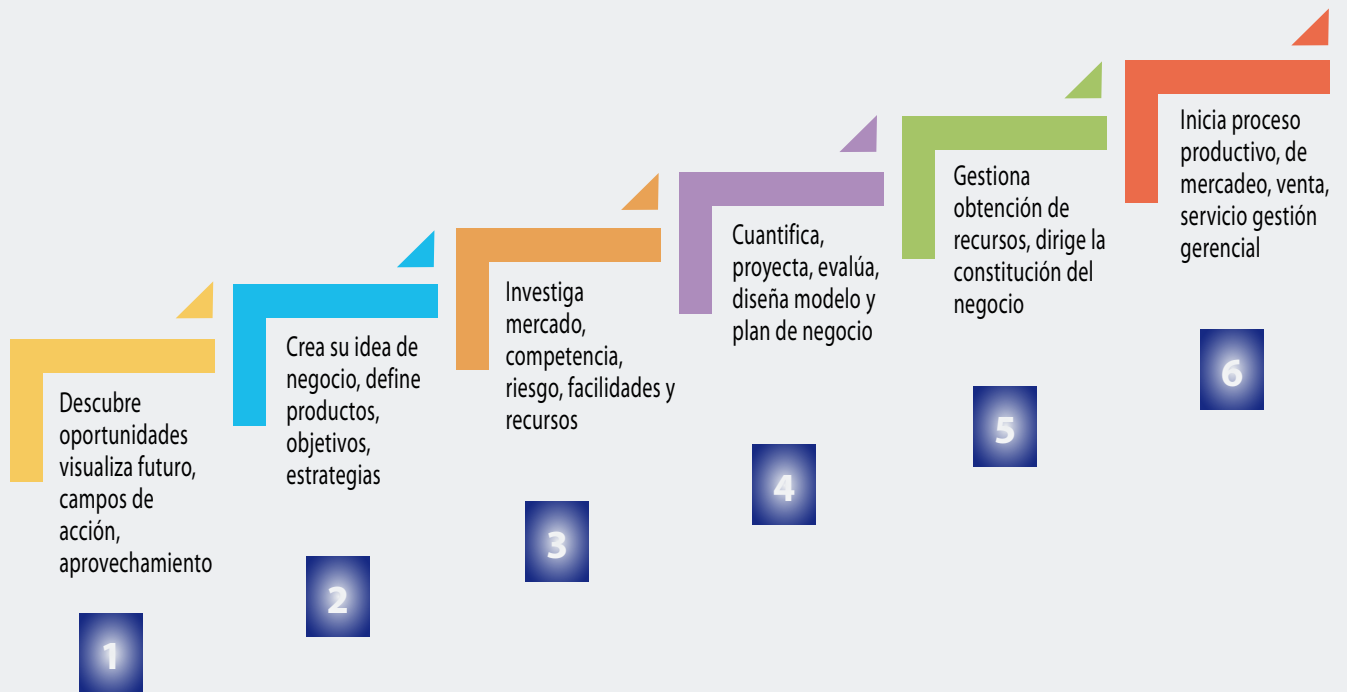 Descubre
oportunidades
visualiza futuro,
campos de
acción,
aprovechamiento
1
Crea su idea de
negocio, define
productos,
objetivos,
estrategias
2
Investiga
mercado,
competencia,
riesgo, facilidades y
recursos
3
Cuantifica,
proyecta, evalúa,
diseña modelo y
plan de negocio
4
Gestiona
obtención de
recursos, dirige la
constitución del
negocio
5
Inicia proceso
productivo, de
mercadeo, venta,
servicio gestión
gerencial
6